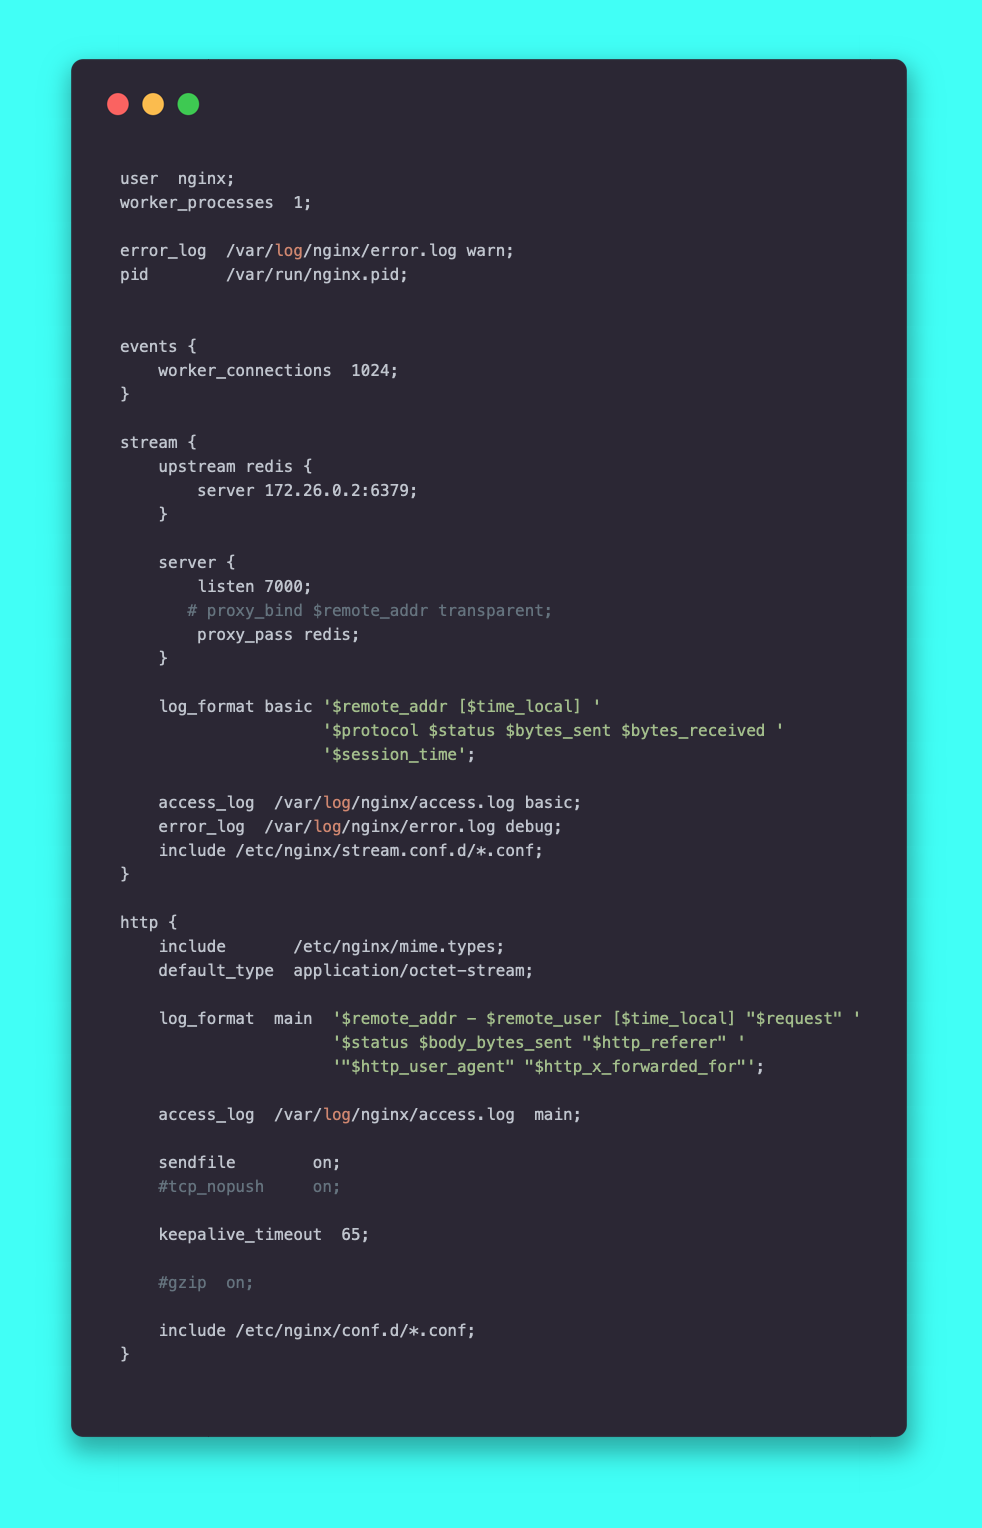 user  nginx;
worker_processes  1;

error_log  /var/log/nginx/error.log warn;
pid        /var/run/nginx.pid;


events {
    worker_connections  1024;
}

stream {
    upstream redis {
        server 172.26.0.2:6379;
    }

    server {
        listen 7000;
       # proxy_bind $remote_addr transparent;
        proxy_pass redis;
    }

    log_format basic '$remote_addr [$time_local] '
                     '$protocol $status $bytes_sent $bytes_received '
                     '$session_time';

    access_log  /var/log/nginx/access.log basic;
    error_log  /var/log/nginx/error.log debug;
    include /etc/nginx/stream.conf.d/*.conf;
}

http {
    include       /etc/nginx/mime.types;
    default_type  application/octet-stream;

    log_format  main  '$remote_addr - $remote_user [$time_local] "$request" '
                      '$status $body_bytes_sent "$http_referer" '
                      '"$http_user_agent" "$http_x_forwarded_for"';

    access_log  /var/log/nginx/access.log  main;

    sendfile        on;
    #tcp_nopush     on;

    keepalive_timeout  65;

    #gzip  on;

    include /etc/nginx/conf.d/*.conf;
}